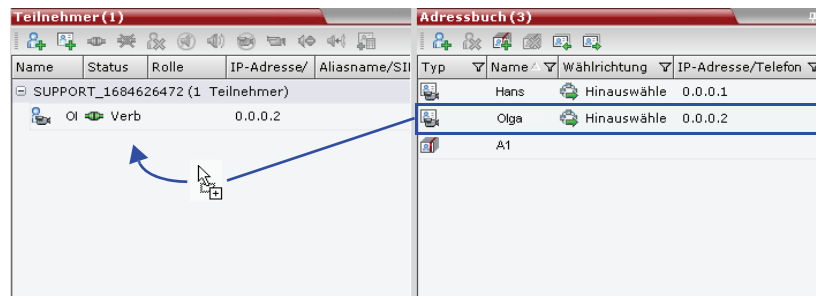 Teilnehmer (1)
Name Status Rolle IP-Adresse/ Aliasname/SII
SUPPORT_1684626472 (1 Teilnehmer)
Ol Verb 0.0.0.2
Adressbuch (3)
Typ Name Wählrichtung IP-Adresse/Telefon
Hans Hinauswähle 0.0.0.1
Olga Hinauswähle 0.0.0.2
A1